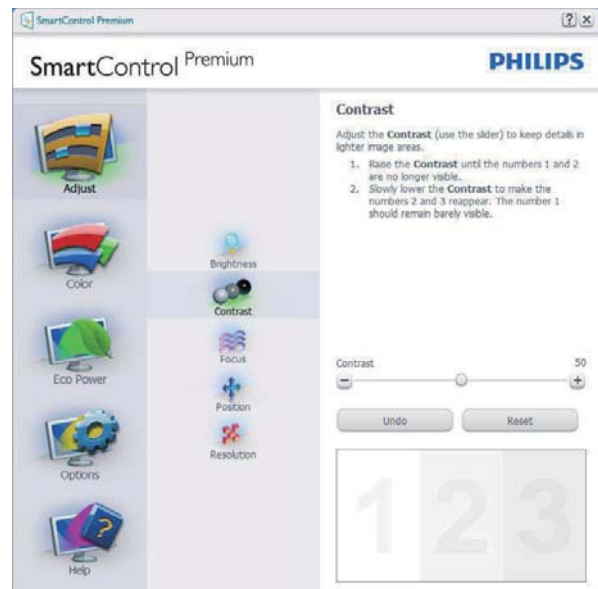 SmartControl Premium
SmartControl Premium
PHILIPS
Adjust
Color
Eco Power
Options
Help
Brightness
Contrast
Focus
Position
Resolution
Contrast
Adjust the Contrast (use the slider) to keep details in
lighter image areas.
1. Raise the Contrast until the numbers 1 and 2
are no longer visible.
2. Slowly lower the Contrast to make the
numbers 2 and 3 reappear. The number 1
should remain barely visible.
Contrast 50
Undo Reset
1 2 3